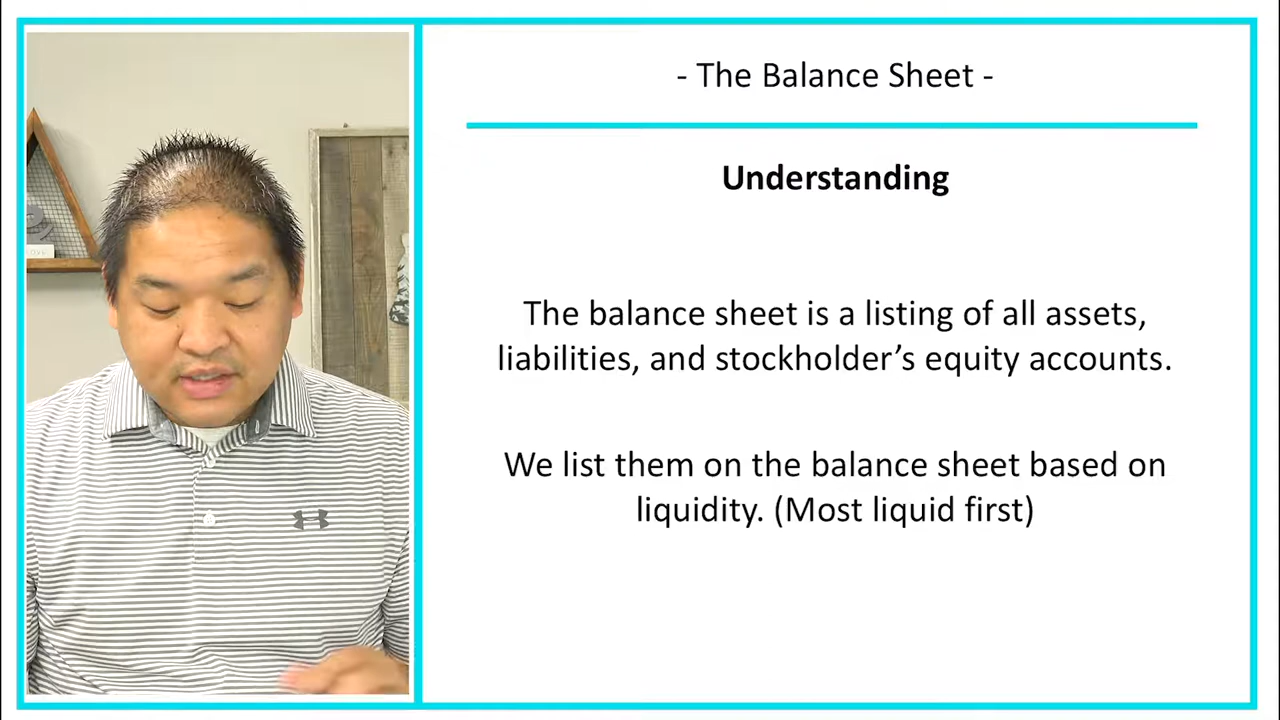 - The Balance Sheet -
Understanding
The balance sheet is a listing of all assets,
liabilities, and stockholder’s equity accounts.
We list them on the balance sheet based on
liquidity. (Most liquid first)